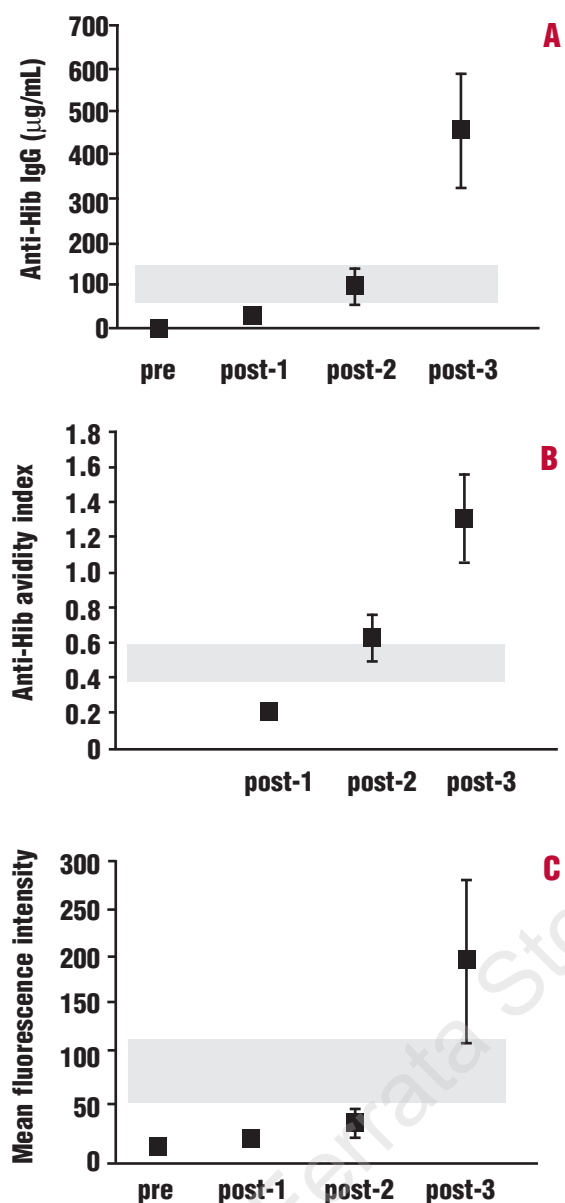 A
Anti-Hib IgG (µg/mL)
700
600
500
400
300
200
100
0
pre post-1 post-2 post-3
B
Anti-Hib avidity index
1.8
1.6
1.4
1.2
1.0
0.8
0.6
0.4
0.2
0
post-1 post-2 post-3
C
Mean fluorescence intensity
300
250
200
150
100
50
0
pre post-1 post-2 post-3
Ferrata Sto